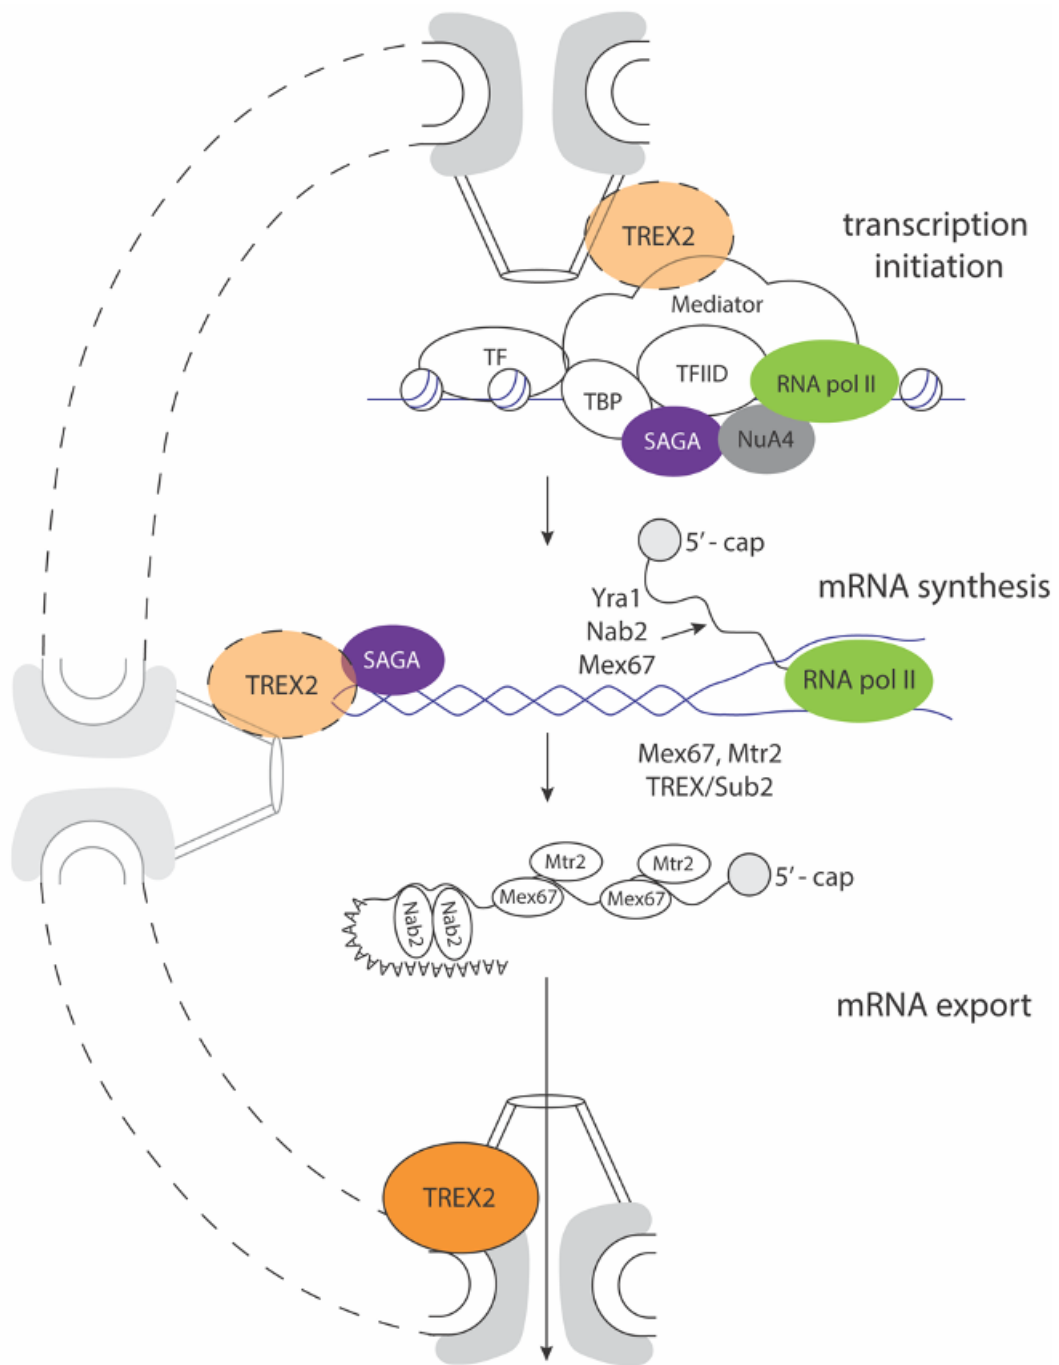 TREX2
transcription
initiation
Mediator
TF
TFIID
RNA pol II
TBP
SAGA
NuA4
5′ - cap
mRNA synthesis
Yra1
Nab2
Mex67
SAGA
TREX2
RNA pol II
Mex67, Mtr2
TREX/Sub2
Mtr2
Mtr2
Mex67
Mex67
5′ - cap
Nab2
Nab2
AAAAAAAAAAAAAAAAAAA
mRNA export
TREX2